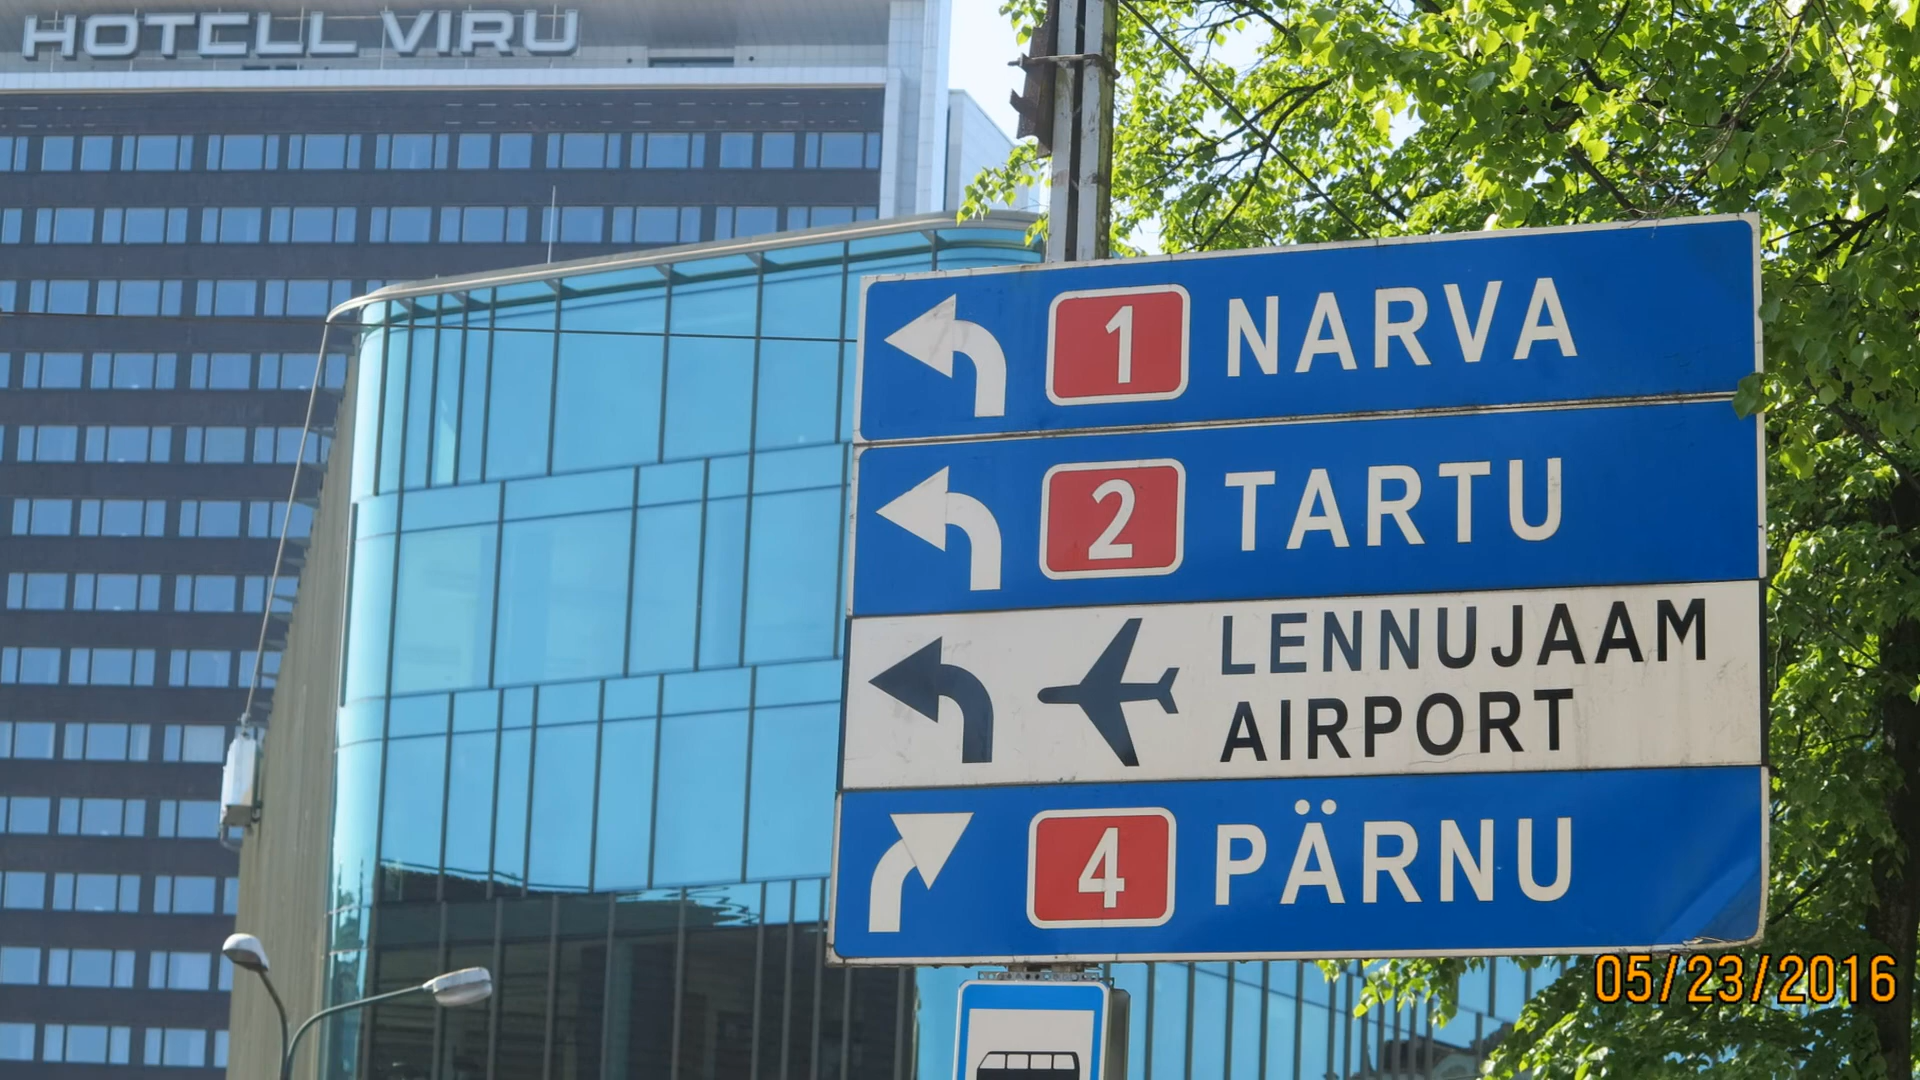 HOTELL VIRU
1 NARVA
2 TARTU
LENNUJAAM
AIRPORT
4 PÄRNU
05/23/2016